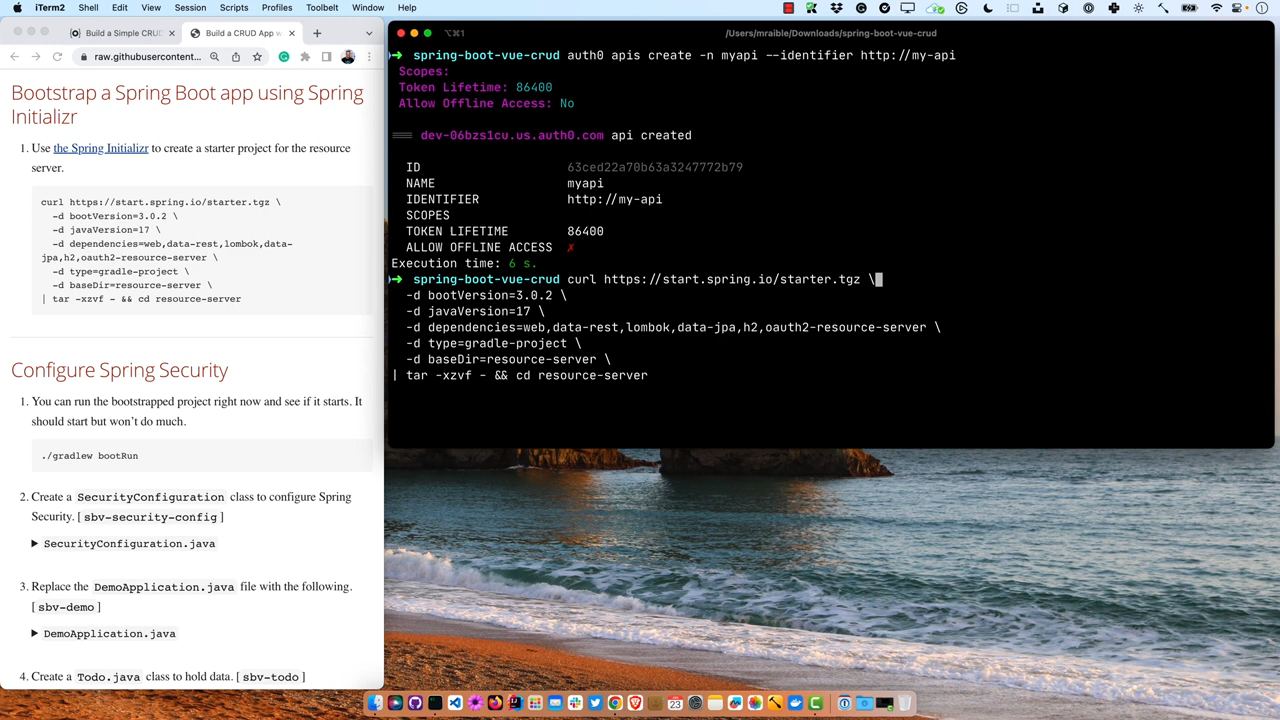 iTerm2 Shell Edit View Session Scripts Profiles Toolbelt Window Help
Build a Simple CRUD
Build a CRUD App w
raw.githubusercontent...
Bootstrap a Spring Boot app using Spring
Initializr
1. Use the Spring Initializr to create a starter project for the resource
server.
curl https://start.spring.io/starter.tgz \
-d bootVersion=3.0.2 \
-d javaVersion=17 \
-d dependencies=web,data-rest,lombok,data-
jpa,h2,oauth2-resource-server \
-d type=gradle-project \
-d baseDir=resource-server \
| tar -xzvf - && cd resource-server
Configure Spring Security
1. You can run the bootstrapped project right now and see if it starts. It
should start but won’t do much.
./gradlew bootRun
2. Create a SecurityConfiguration class to configure Spring
Security. [sbv-security-config]
▶ SecurityConfiguration.java
3. Replace the DemoApplication.java file with the following.
[sbv-demo]
▶ DemoApplication.java
4. Create a Todo.java class to hold data. [sbv-todo]
⌥⌘1
/Users/mraible/Downloads/spring-boot-vue-crud
➜ spring-boot-vue-crud auth0 apis create -n myapi --identifier http://my-api
Scopes:
Token Lifetime: 86400
Allow Offline Access: No
=== dev-06bzs1cu.us.auth0.com api created
ID 63ced22a70b63a3247772b79
NAME myapi
IDENTIFIER http://my-api
SCOPES
TOKEN LIFETIME 86400
ALLOW OFFLINE ACCESS ✗
Execution time: 6 s.
➜ spring-boot-vue-crud curl https://start.spring.io/starter.tgz \
-d bootVersion=3.0.2 \
-d javaVersion=17 \
-d dependencies=web,data-rest,lombok,data-jpa,h2,oauth2-resource-server \
-d type=gradle-project \
-d baseDir=resource-server \
| tar -xzvf - && cd resource-server
23